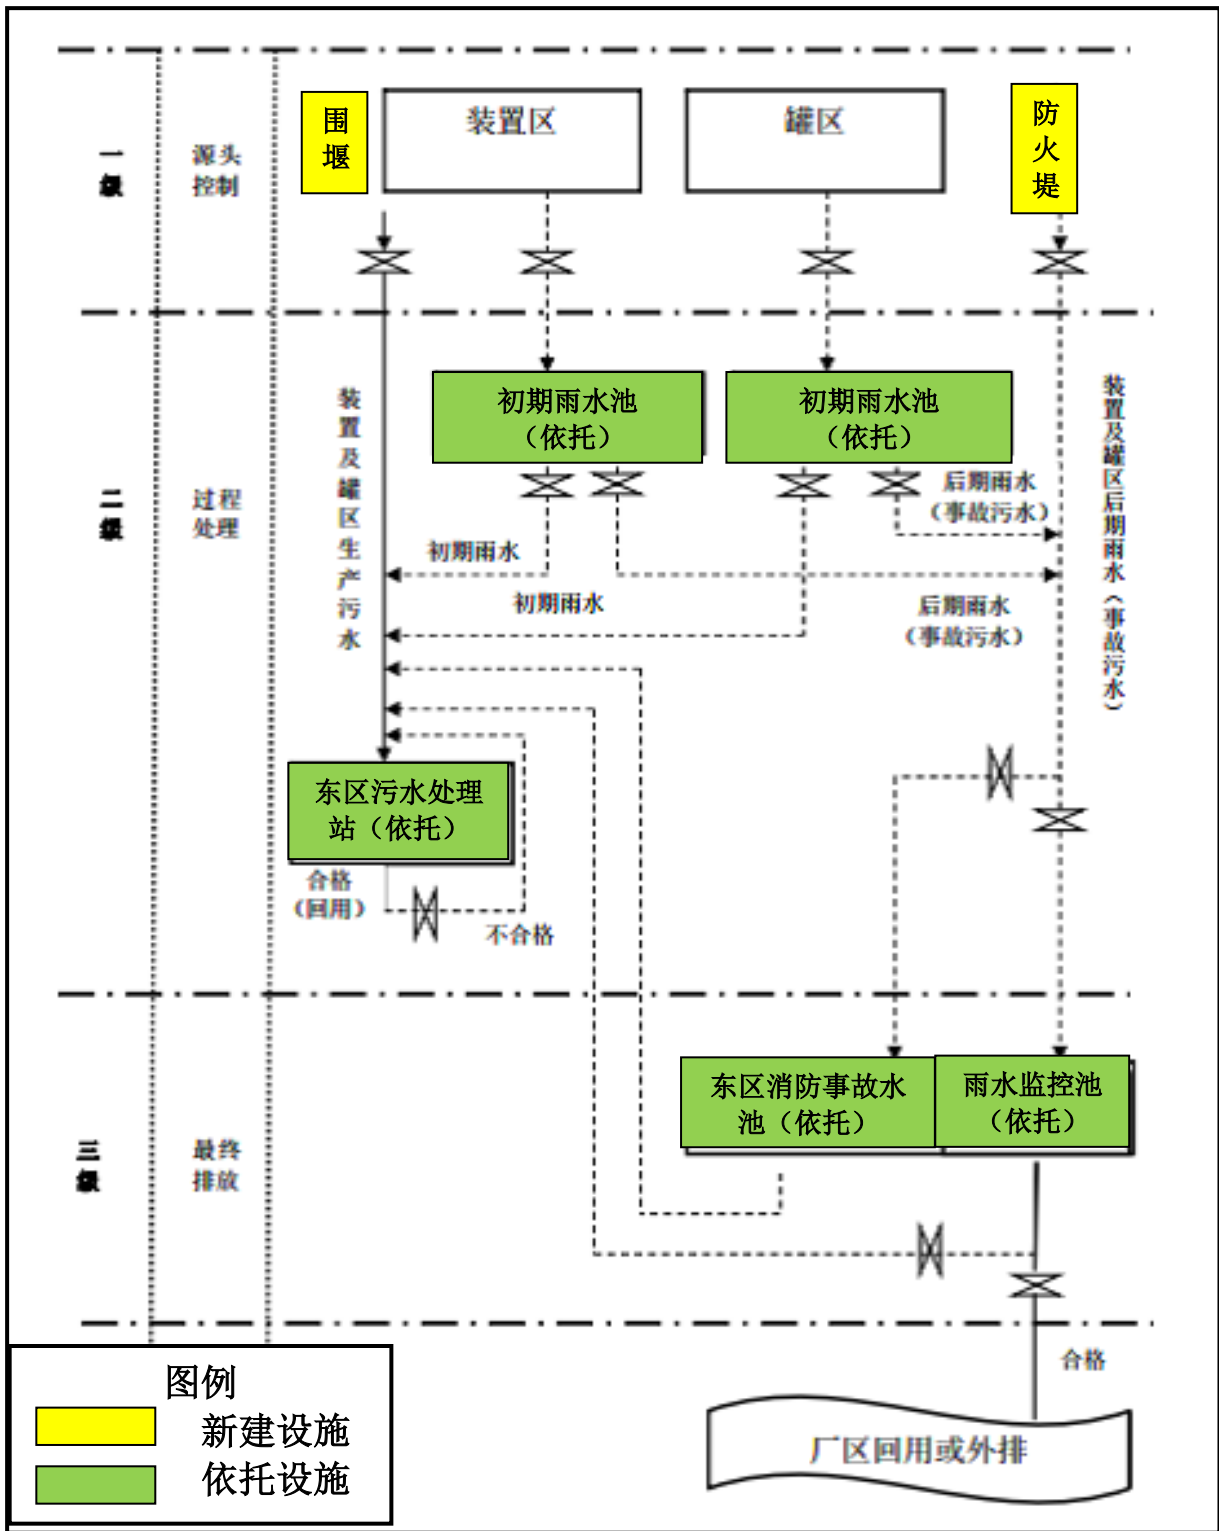 围
堰
装置区
罐区
防
火
堤
一
级
源头
控制
初期雨水池
（依托）
初期雨水池
（依托）
装
置
及
罐
区
生
产
污
水
装
置
及
罐
区
后
期
雨
水
（
事
故
污
水
）
二
级
过程
处理
后期雨水
（事故污水）
初期雨水
初期雨水
后期雨水
（事故污水）
东区污水处理
站（依托）
合格
（回用）
不合格
东区消防事故水
池（依托）
雨水监控池
（依托）
三
级
最终
排放
合格
厂区回用或外排
图例
新建设施
依托设施